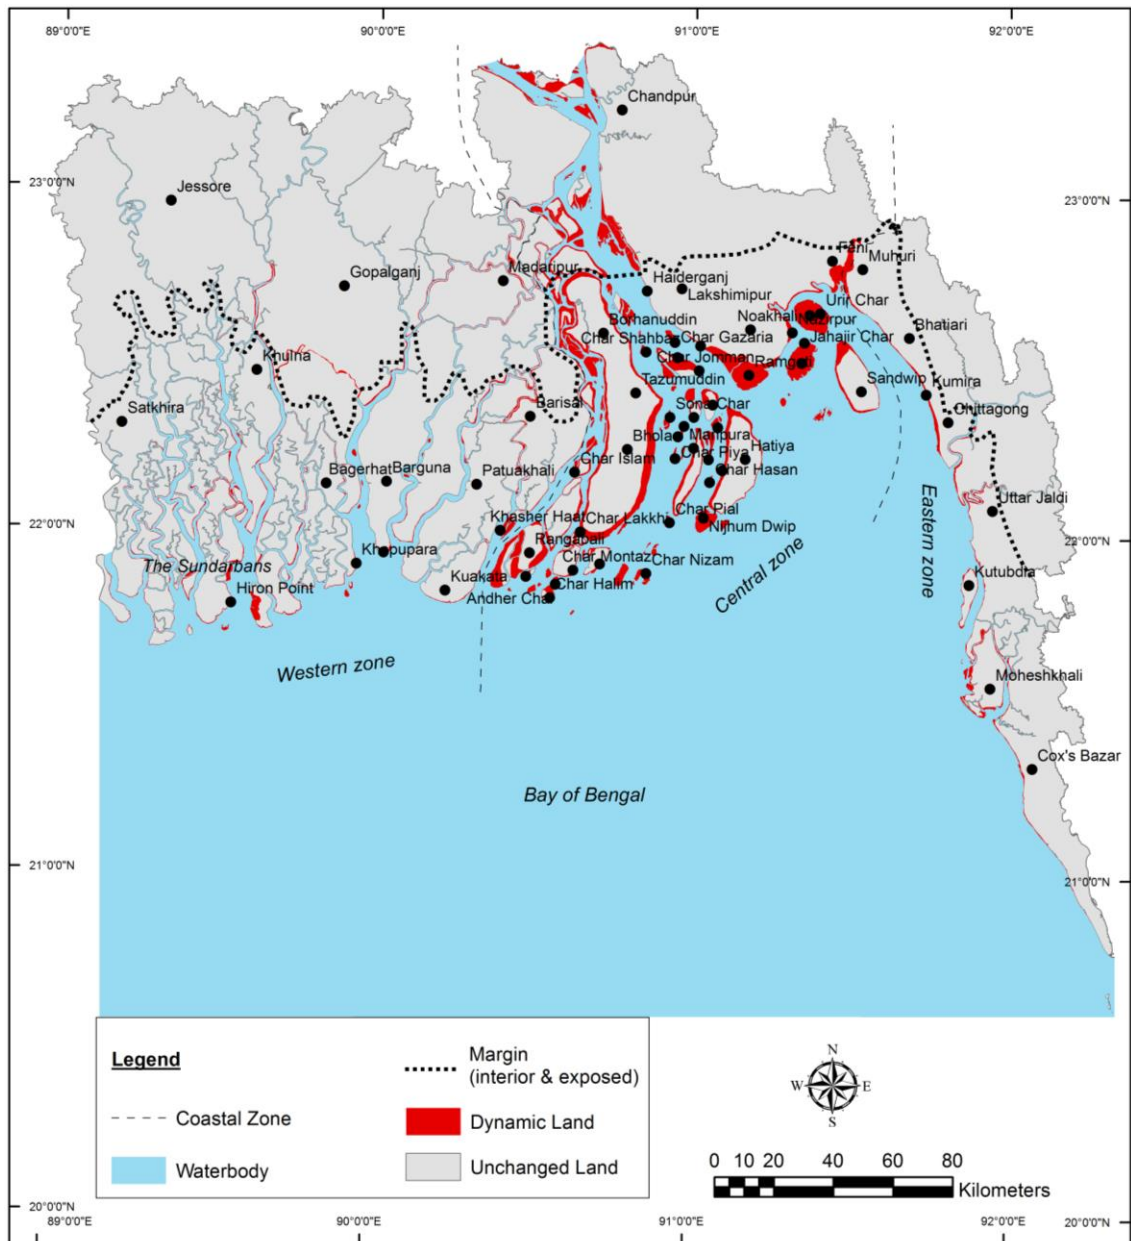 89°0'0"E
90°0'0"E
91°0'0"E
92°0'0"E
Chandpur
23°0'0"N
Jessore
23°0'0"N
Feni
Muhuri
Gopalganj
Madaripur
Haiderganj
Lakshimipur
Urir Char
Noakhali
Nazirpur
Borhanuddin
Char Shahbaz
Char Gazaria
Jahajir Char
Bhatiari
Khulna
Char Jomman
Ramgati
Tazumuddin
Sandwip
Kumira
Satkhira
Barisal
Sona Char
Chittagong
Bhola
Manpura
Hatiya
Bagerhat
Barguna
Patuakhali
Char Islam
Char Piya
Char Hasan
Uttar Jaldi
Eastern zone
22°0'0"N
Khasher Haat
Char Lakkhi
Char Pial
Nijhum Dwip
22°0'0"N
Rangabali
Khepupara
Char Montaz
Char Nizam
Central zone
The Sundarbans
Hiron Point
Kuakata
Char Halim
Andher Char
Kutubdia
Western zone
Moheshkhali
Cox's Bazar
Bay of Bengal
21°0'0"N
21°0'0"N
Legend
Margin
(interior & exposed)
Coastal Zone
Dynamic Land
Waterbody
Unchanged Land
N
W
E
S
0 10 20 40 60 80
Kilometers
20°0'0"N
20°0'0"N
89°0'0"E
90°0'0"E
91°0'0"E
92°0'0"E